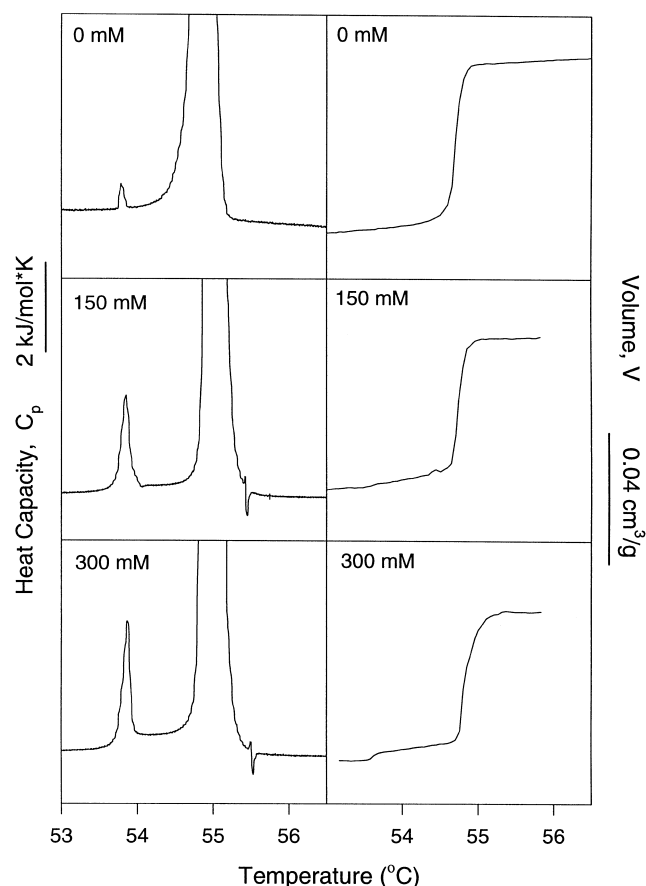 0 mM
0 mM
150 mM
150 mM
300 mM
300 mM
Heat Capacity, Cp 2 kJ/mol*K
Volume, V 0.04 cm³/g
53 54 55 56 54 55 56
Temperature (°C)